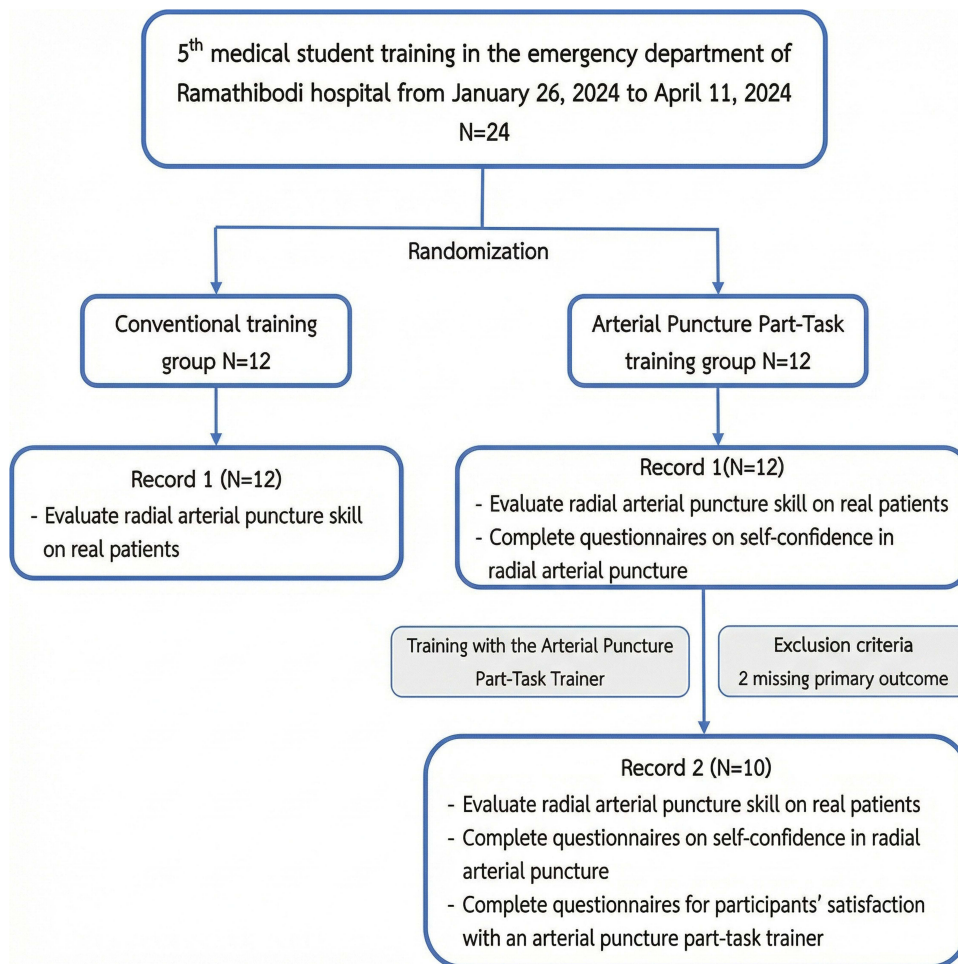 5th medical student training in the emergency department of
Ramathibodi hospital from January 26, 2024 to April 11, 2024
N=24
Randomization
Conventional training
group N=12
Arterial Puncture Part-Task
training group N=12
Record 1 (N=12)
- Evaluate radial arterial puncture skill
on real patients
Record 1(N=12)
- Evaluate radial arterial puncture skill on real patients
- Complete questionnaires on self-confidence in
radial arterial puncture
Training with the Arterial Puncture
Part-Task Trainer
Exclusion criteria
2 missing primary outcome
Record 2 (N=10)
- Evaluate radial arterial puncture skill on real patients
- Complete questionnaires on self-confidence in radial
arterial puncture
- Complete questionnaires for participants' satisfaction
with an arterial puncture part-task trainer